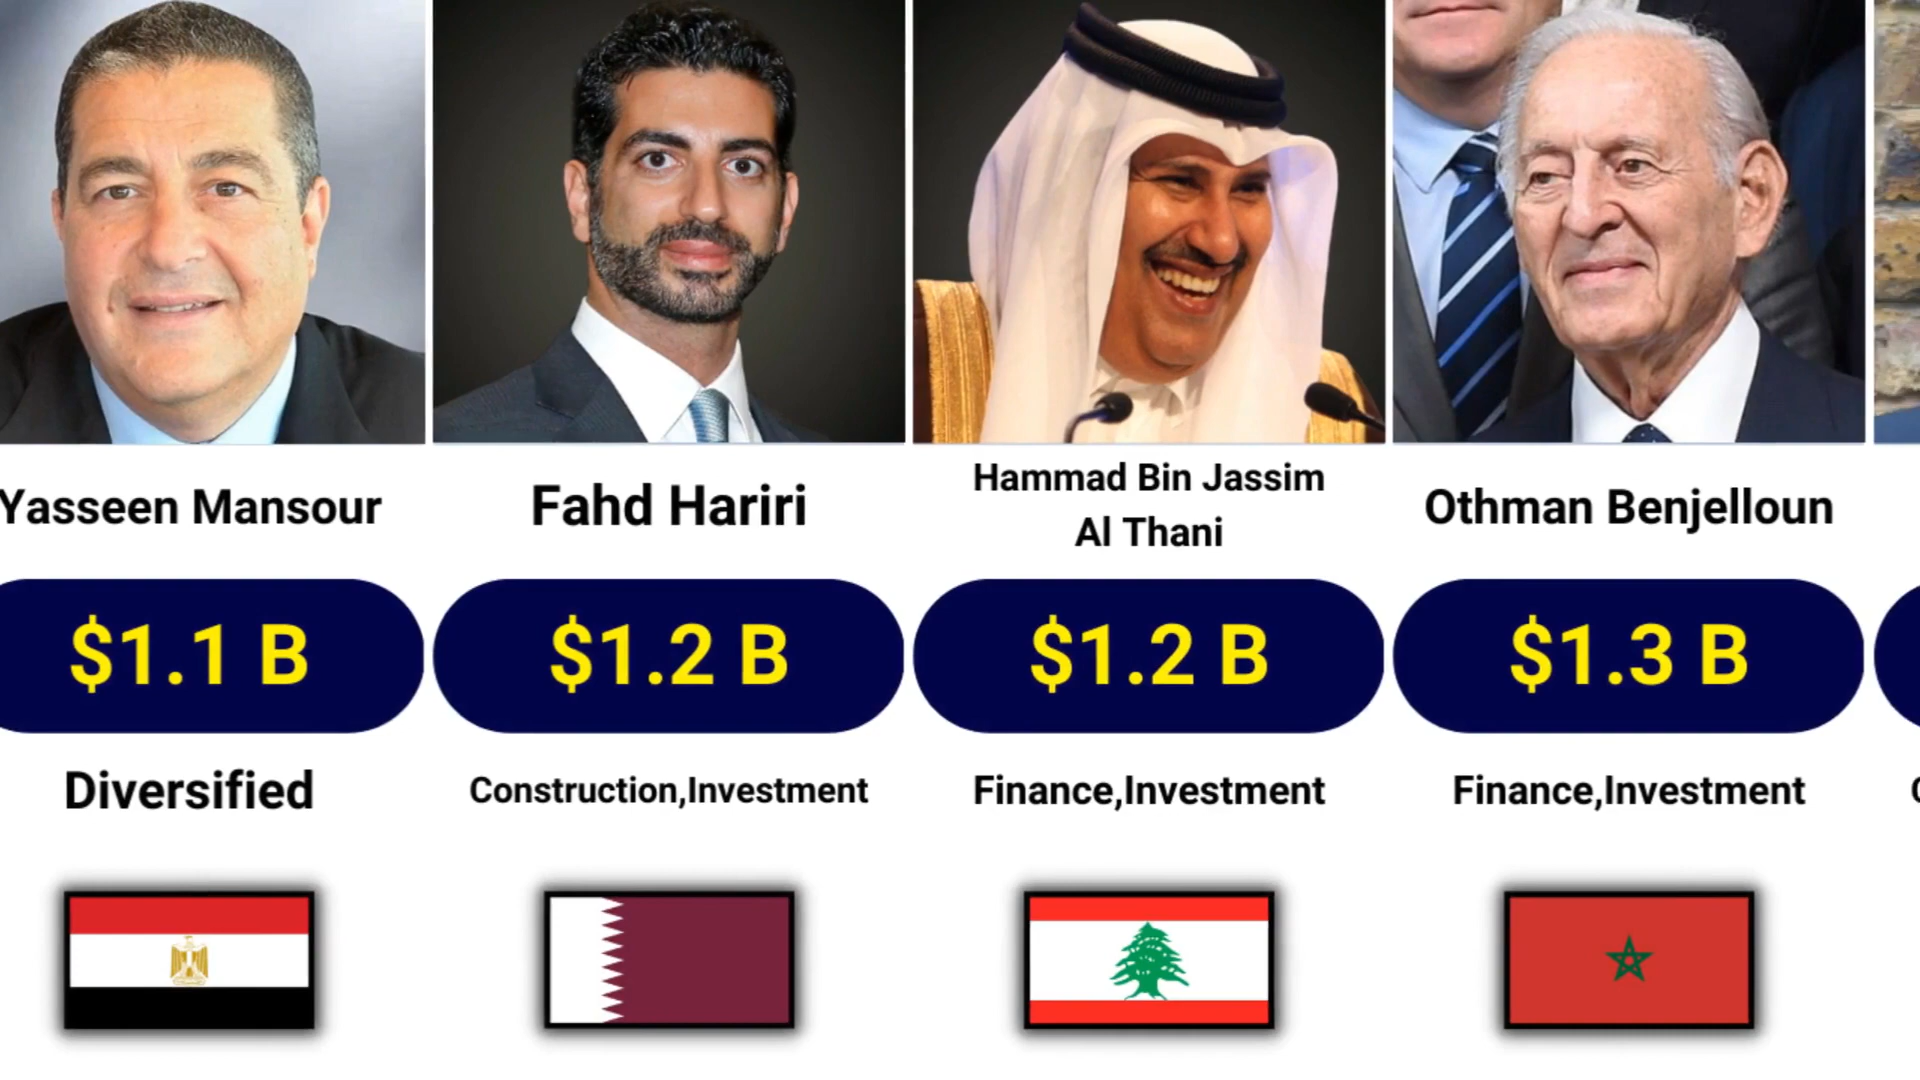 Yasseen Mansour
Fahd Hariri
Hammad Bin Jassim
Al Thani
Othman Benjelloun
$1.1 B
$1.2 B
$1.2 B
$1.3 B
Diversified
Construction,Investment
Finance,Investment
Finance,Investment